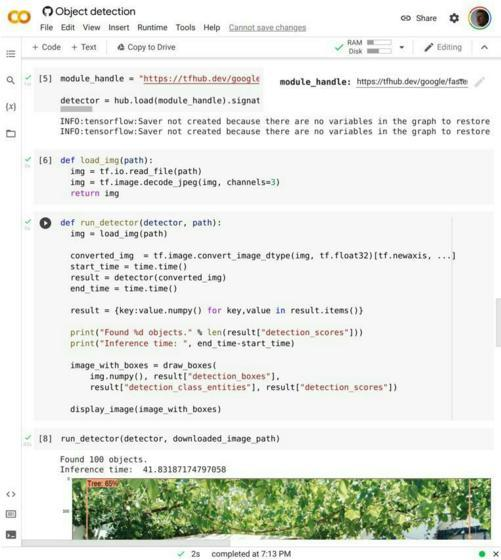 CO
Object detection
Share
File Edit View Insert Runtime Tools Help Cannot save changes
+ Code + Text Copy to Drive
RAM
Disk
Editing
[5] module_handle = "https://tfhub.dev/google
module_handle: https://tfhub.dev/google/faste
detector = hub.load(module_handle).signat
INFO:tensorflow:Saver not created because there are no variables in the graph to restore
INFO:tensorflow:Saver not created because there are no variables in the graph to restore
{x}
[6] def load_img(path):
img = tf.io.read_file(path)
img = tf.image.decode_jpeg(img, channels=3)
return img
def run_detector(detector, path):
img = load_img(path)
converted_img = tf.image.convert_image_dtype(img, tf.float32)[tf.newaxis, ...]
start_time = time.time()
result = detector(converted_img)
end_time = time.time()
result = {key:value.numpy() for key,value in result.items()}
print("Found %d objects." % len(result["detection_scores"]))
print("Inference time: ", end_time-start_time)
image_with_boxes = draw_boxes(
img.numpy(), result["detection_boxes"],
result["detection_class_entities"], result["detection_scores"])
display_image(image_with_boxes)
[8] run_detector(detector, downloaded_image_path)
Found 100 objects.
Inference time: 41.83187174797058
Tree: 65%
2s completed at 7:13 PM